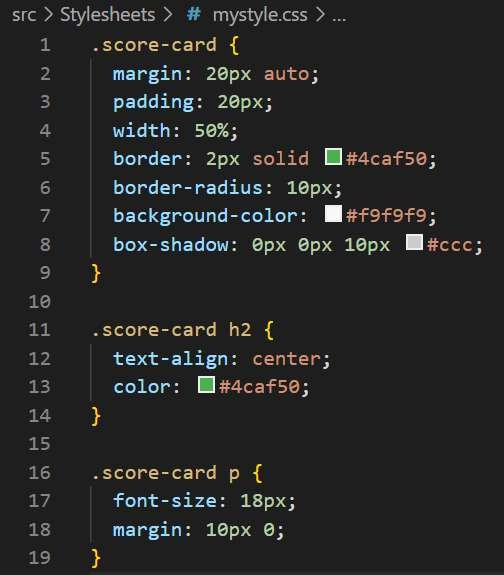 src > Stylesheets > # mystyle.css > ...
1 .score-card {
2 margin: 20px auto;
3 padding: 20px;
4 width: 50%;
5 border: 2px solid #4caf50;
6 border-radius: 10px;
7 background-color: #f9f9f9;
8 box-shadow: 0px 0px 10px #ccc;
9 }
10
11 .score-card h2 {
12 text-align: center;
13 color: #4caf50;
14 }
15
16 .score-card p {
17 font-size: 18px;
18 margin: 10px 0;
19 }